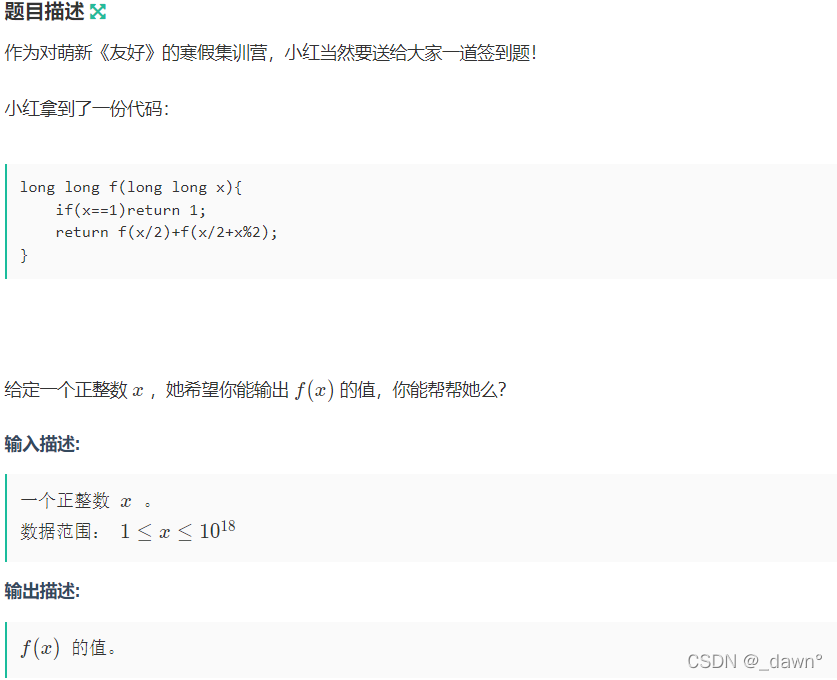 题目描述
作为对萌新《友好》的寒假集训营，小红当然要送给大家一道签到题！
小红拿到了一份代码：
long long f(long long x){
    if(x==1)return 1;
    return f(x/2)+f(x/2+x%2);
}
给定一个正整数 x ，她希望你能输出 f(x) 的值，你能帮帮她么？
输入描述:
一个正整数 x 。
数据范围： 1 ≤ x ≤ 10^18
输出描述:
f(x) 的值。
CSDN @_dawn°